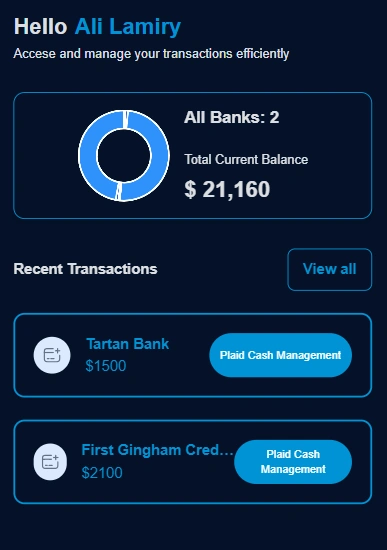 Hello Ali Lamiry
Accese and manage your transactions efficiently
All Banks: 2
Total Current Balance
$ 21,160
Recent Transactions
View all
Tartan Bank
$1500
Plaid Cash Management
First Gingham Cred...
$2100
Plaid Cash
Management